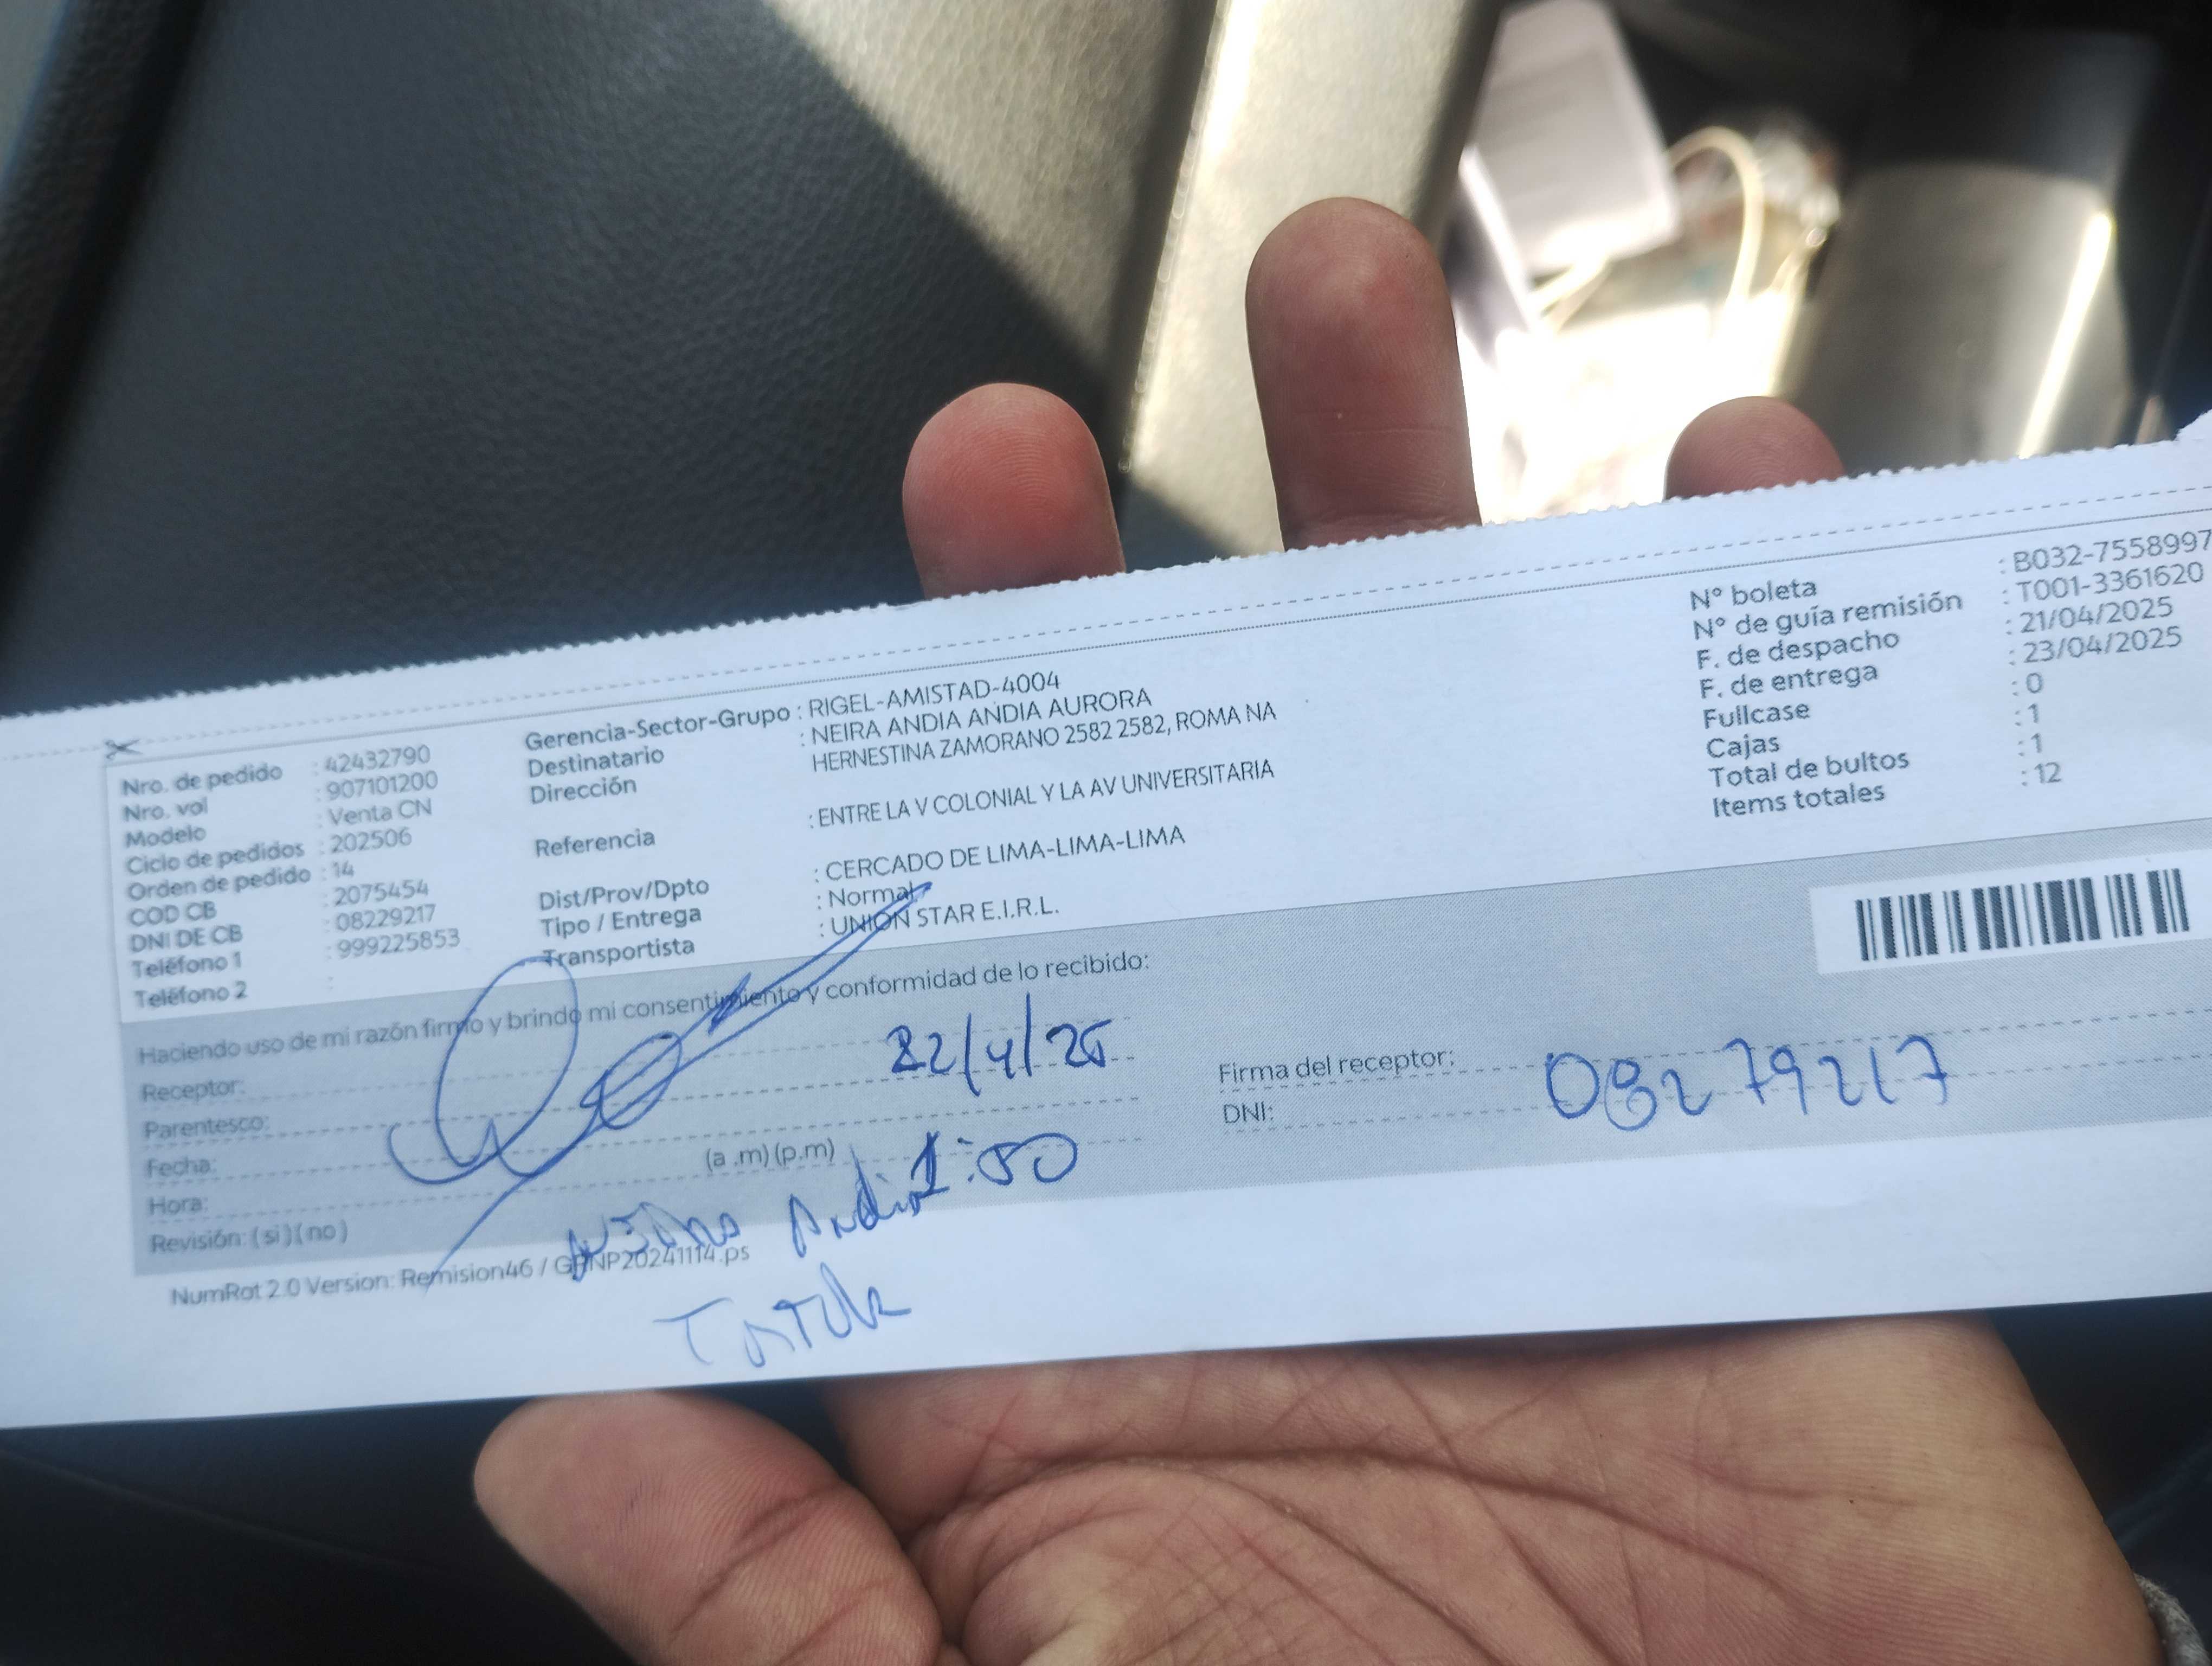 Nro. de pedido : 42432790
Nro. vol : 907101200
Modelo : Venta CN
Ciclo de pedidos : 202506
Orden de pedido : 14
COD CB : 2075454
DNI DE CB : 08229217
Teléfono 1 : 999225853
Teléfono 2 :
Gerencia-Sector-Grupo : RIGEL-AMISTAD-4004
Destinatario : NEIRA ANDIA ANDIA AURORA
Dirección : HERNESTINA ZAMORANO 2582 2582, ROMA NA
Referencia : ENTRE LA V COLONIAL Y LA AV UNIVERSITARIA
Dist/Prov/Dpto : CERCADO DE LIMA-LIMA-LIMA
Tipo / Entrega : Normal
Transportista : UNION STAR E.I.R.L.
N° boleta : B032-7558997
N° de guía remisión : T001-3361620
F. de despacho : 21/04/2025
F. de entrega : 23/04/2025
Fullcase : 0
Cajas : 1
Total de bultos : 1
Items totales : 12
Haciendo uso de mi razón firmo y brindo mi consentimiento y conformidad de lo recibido:
Receptor:
Parentesco: 22/4/25
Fecha:
Hora: (a .m) (p.m) 1:50
Revisión: ( si ) ( no )
Firma del receptor:
DNI: 08279217
Andia
NumRot 2.0 Version: Remision46 / GRNP20241114.ps